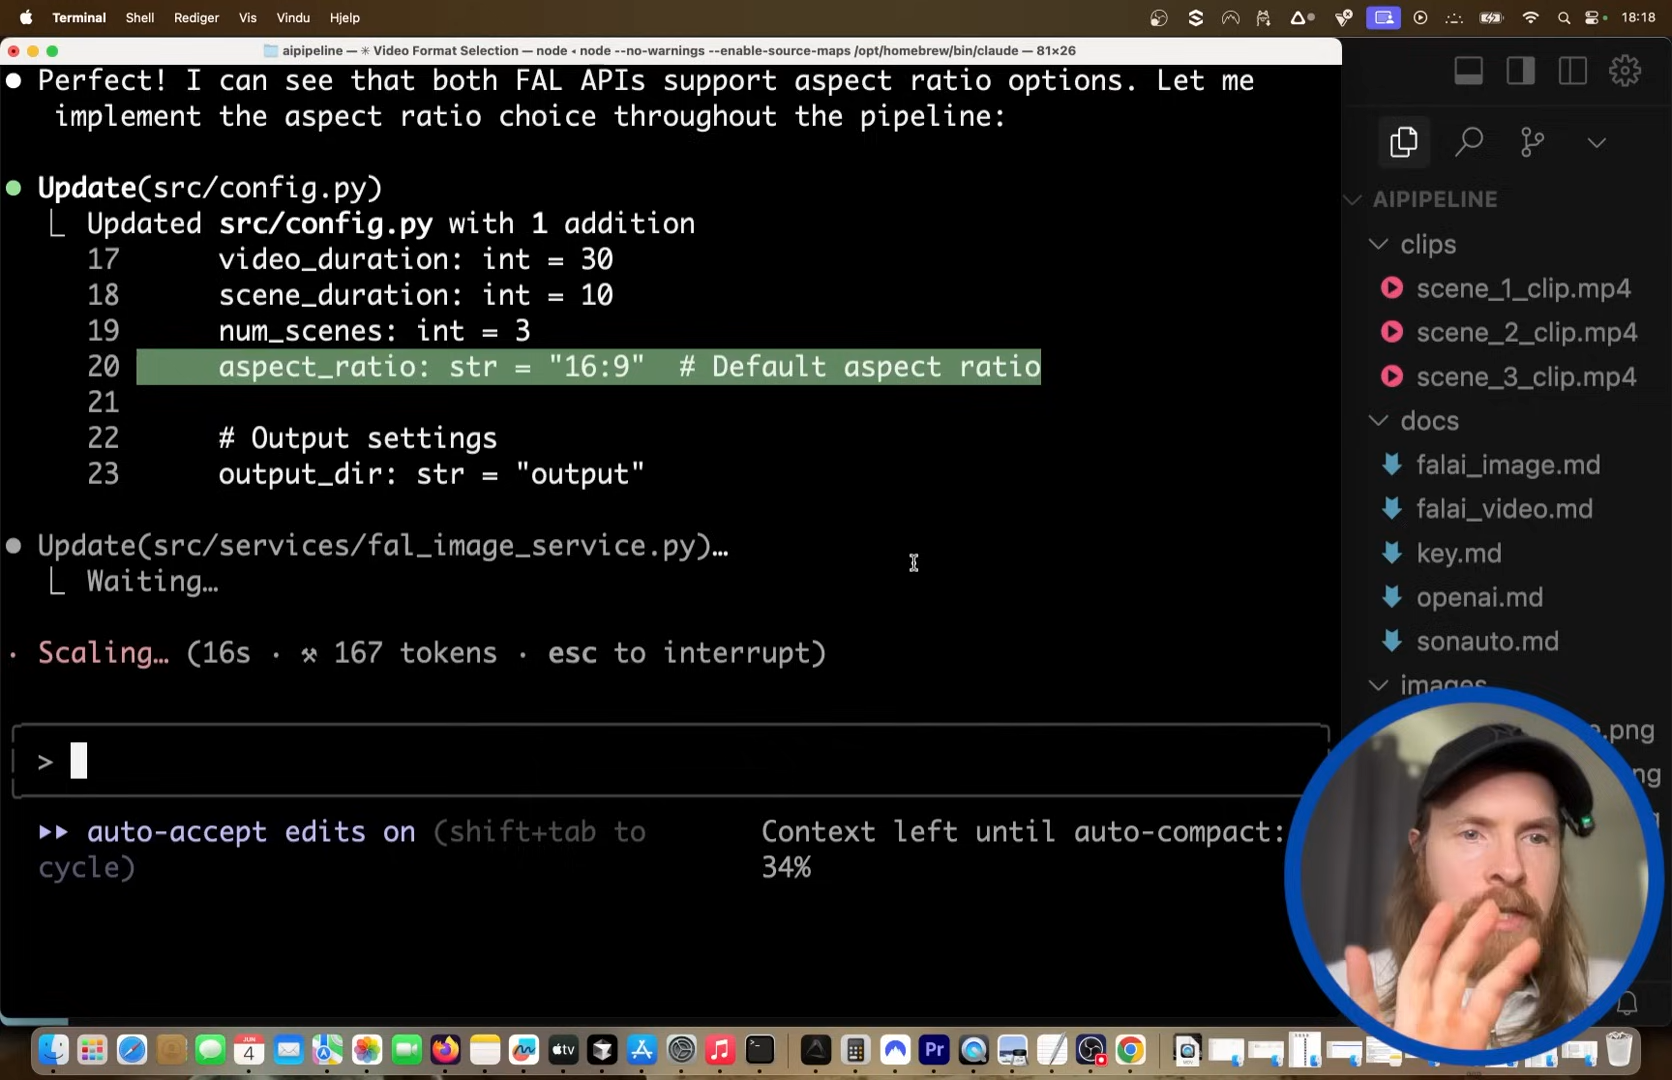 Terminal Shell Rediger Vis Vindu Hjelp 18:18
aipipeline — ✳ Video Format Selection — node ◂ node --no-warnings --enable-source-maps /opt/homebrew/bin/claude — 81×26
● Perfect! I can see that both FAL APIs support aspect ratio options. Let me
implement the aspect ratio choice throughout the pipeline:
● Update(src/config.py)
⎿ Updated src/config.py with 1 addition
17 video_duration: int = 30
18 scene_duration: int = 10
19 num_scenes: int = 3
20 aspect_ratio: str = "16:9" # Default aspect ratio
21
22 # Output settings
23 output_dir: str = "output"
● Update(src/services/fal_image_service.py)…
⎿ Waiting…
· Scaling… (16s · ⚒ 167 tokens · esc to interrupt)
>
▸▸ auto-accept edits on (shift+tab to
cycle)
Context left until auto-compact:
34%
AIPIPELINE
clips
scene_1_clip.mp4
scene_2_clip.mp4
scene_3_clip.mp4
docs
falai_image.md
falai_video.md
key.md
openai.md
sonauto.md
images
.png
ng
JUN
4
tv
Pr